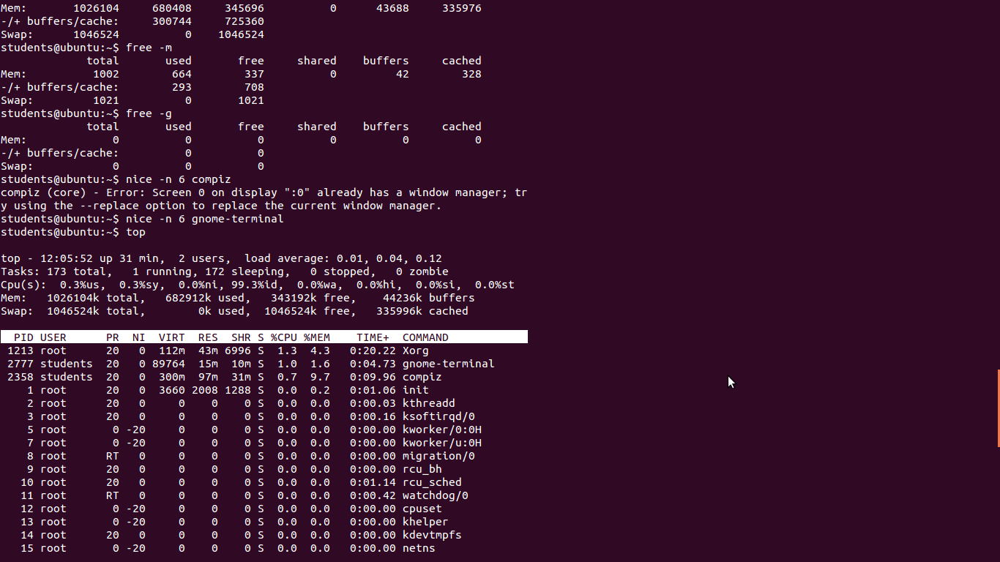 Mem:       1026104     680408     345696          0      43688     335976
-/+ buffers/cache:     300744     725360
Swap:      1046524          0    1046524
students@ubuntu:~$ free -m
             total       used       free     shared    buffers     cached
Mem:          1002        664        337          0         42        328
-/+ buffers/cache:        293        708
Swap:         1021          0       1021
students@ubuntu:~$ free -g
             total       used       free     shared    buffers     cached
Mem:             0          0          0          0          0          0
-/+ buffers/cache:          0          0
Swap:            0          0          0
students@ubuntu:~$ nice -n 6 compiz
compiz (core) - Error: Screen 0 on display ":0" already has a window manager; tr
y using the --replace option to replace the current window manager.
students@ubuntu:~$ nice -n 6 gnome-terminal
students@ubuntu:~$ top
top - 12:05:52 up 31 min,  2 users,  load average: 0.01, 0.04, 0.12
Tasks: 173 total,   1 running, 172 sleeping,   0 stopped,   0 zombie
Cpu(s):  0.3%us,  0.3%sy,  0.0%ni, 99.3%id,  0.0%wa,  0.0%hi,  0.0%si,  0.0%st
Mem:   1026104k total,   682912k used,   343192k free,    44236k buffers
Swap:  1046524k total,        0k used,  1046524k free,   335996k cached
  PID USER      PR  NI  VIRT  RES  SHR S %CPU %MEM    TIME+  COMMAND
 1213 root      20   0  112m  43m 6996 S  1.3  4.3   0:20.22 Xorg
 2777 students  20   0 89764  15m  10m S  1.0  1.6   0:04.73 gnome-terminal
 2358 students  20   0  300m  97m  31m S  0.7  9.7   0:09.96 compiz
    1 root      20   0  3660 2008 1288 S  0.0  0.2   0:01.06 init
    2 root      20   0     0    0    0 S  0.0  0.0   0:00.03 kthreadd
    3 root      20   0     0    0    0 S  0.0  0.0   0:00.16 ksoftirqd/0
    5 root       0 -20     0    0    0 S  0.0  0.0   0:00.00 kworker/0:0H
    7 root       0 -20     0    0    0 S  0.0  0.0   0:00.00 kworker/u:0H
    8 root      RT   0     0    0    0 S  0.0  0.0   0:00.00 migration/0
    9 root      20   0     0    0    0 S  0.0  0.0   0:00.00 rcu_bh
   10 root      20   0     0    0    0 S  0.0  0.0   0:01.14 rcu_sched
   11 root      RT   0     0    0    0 S  0.0  0.0   0:00.42 watchdog/0
   12 root       0 -20     0    0    0 S  0.0  0.0   0:00.00 cpuset
   13 root       0 -20     0    0    0 S  0.0  0.0   0:00.00 khelper
   14 root      20   0     0    0    0 S  0.0  0.0   0:00.00 kdevtmpfs
   15 root       0 -20     0    0    0 S  0.0  0.0   0:00.00 netns